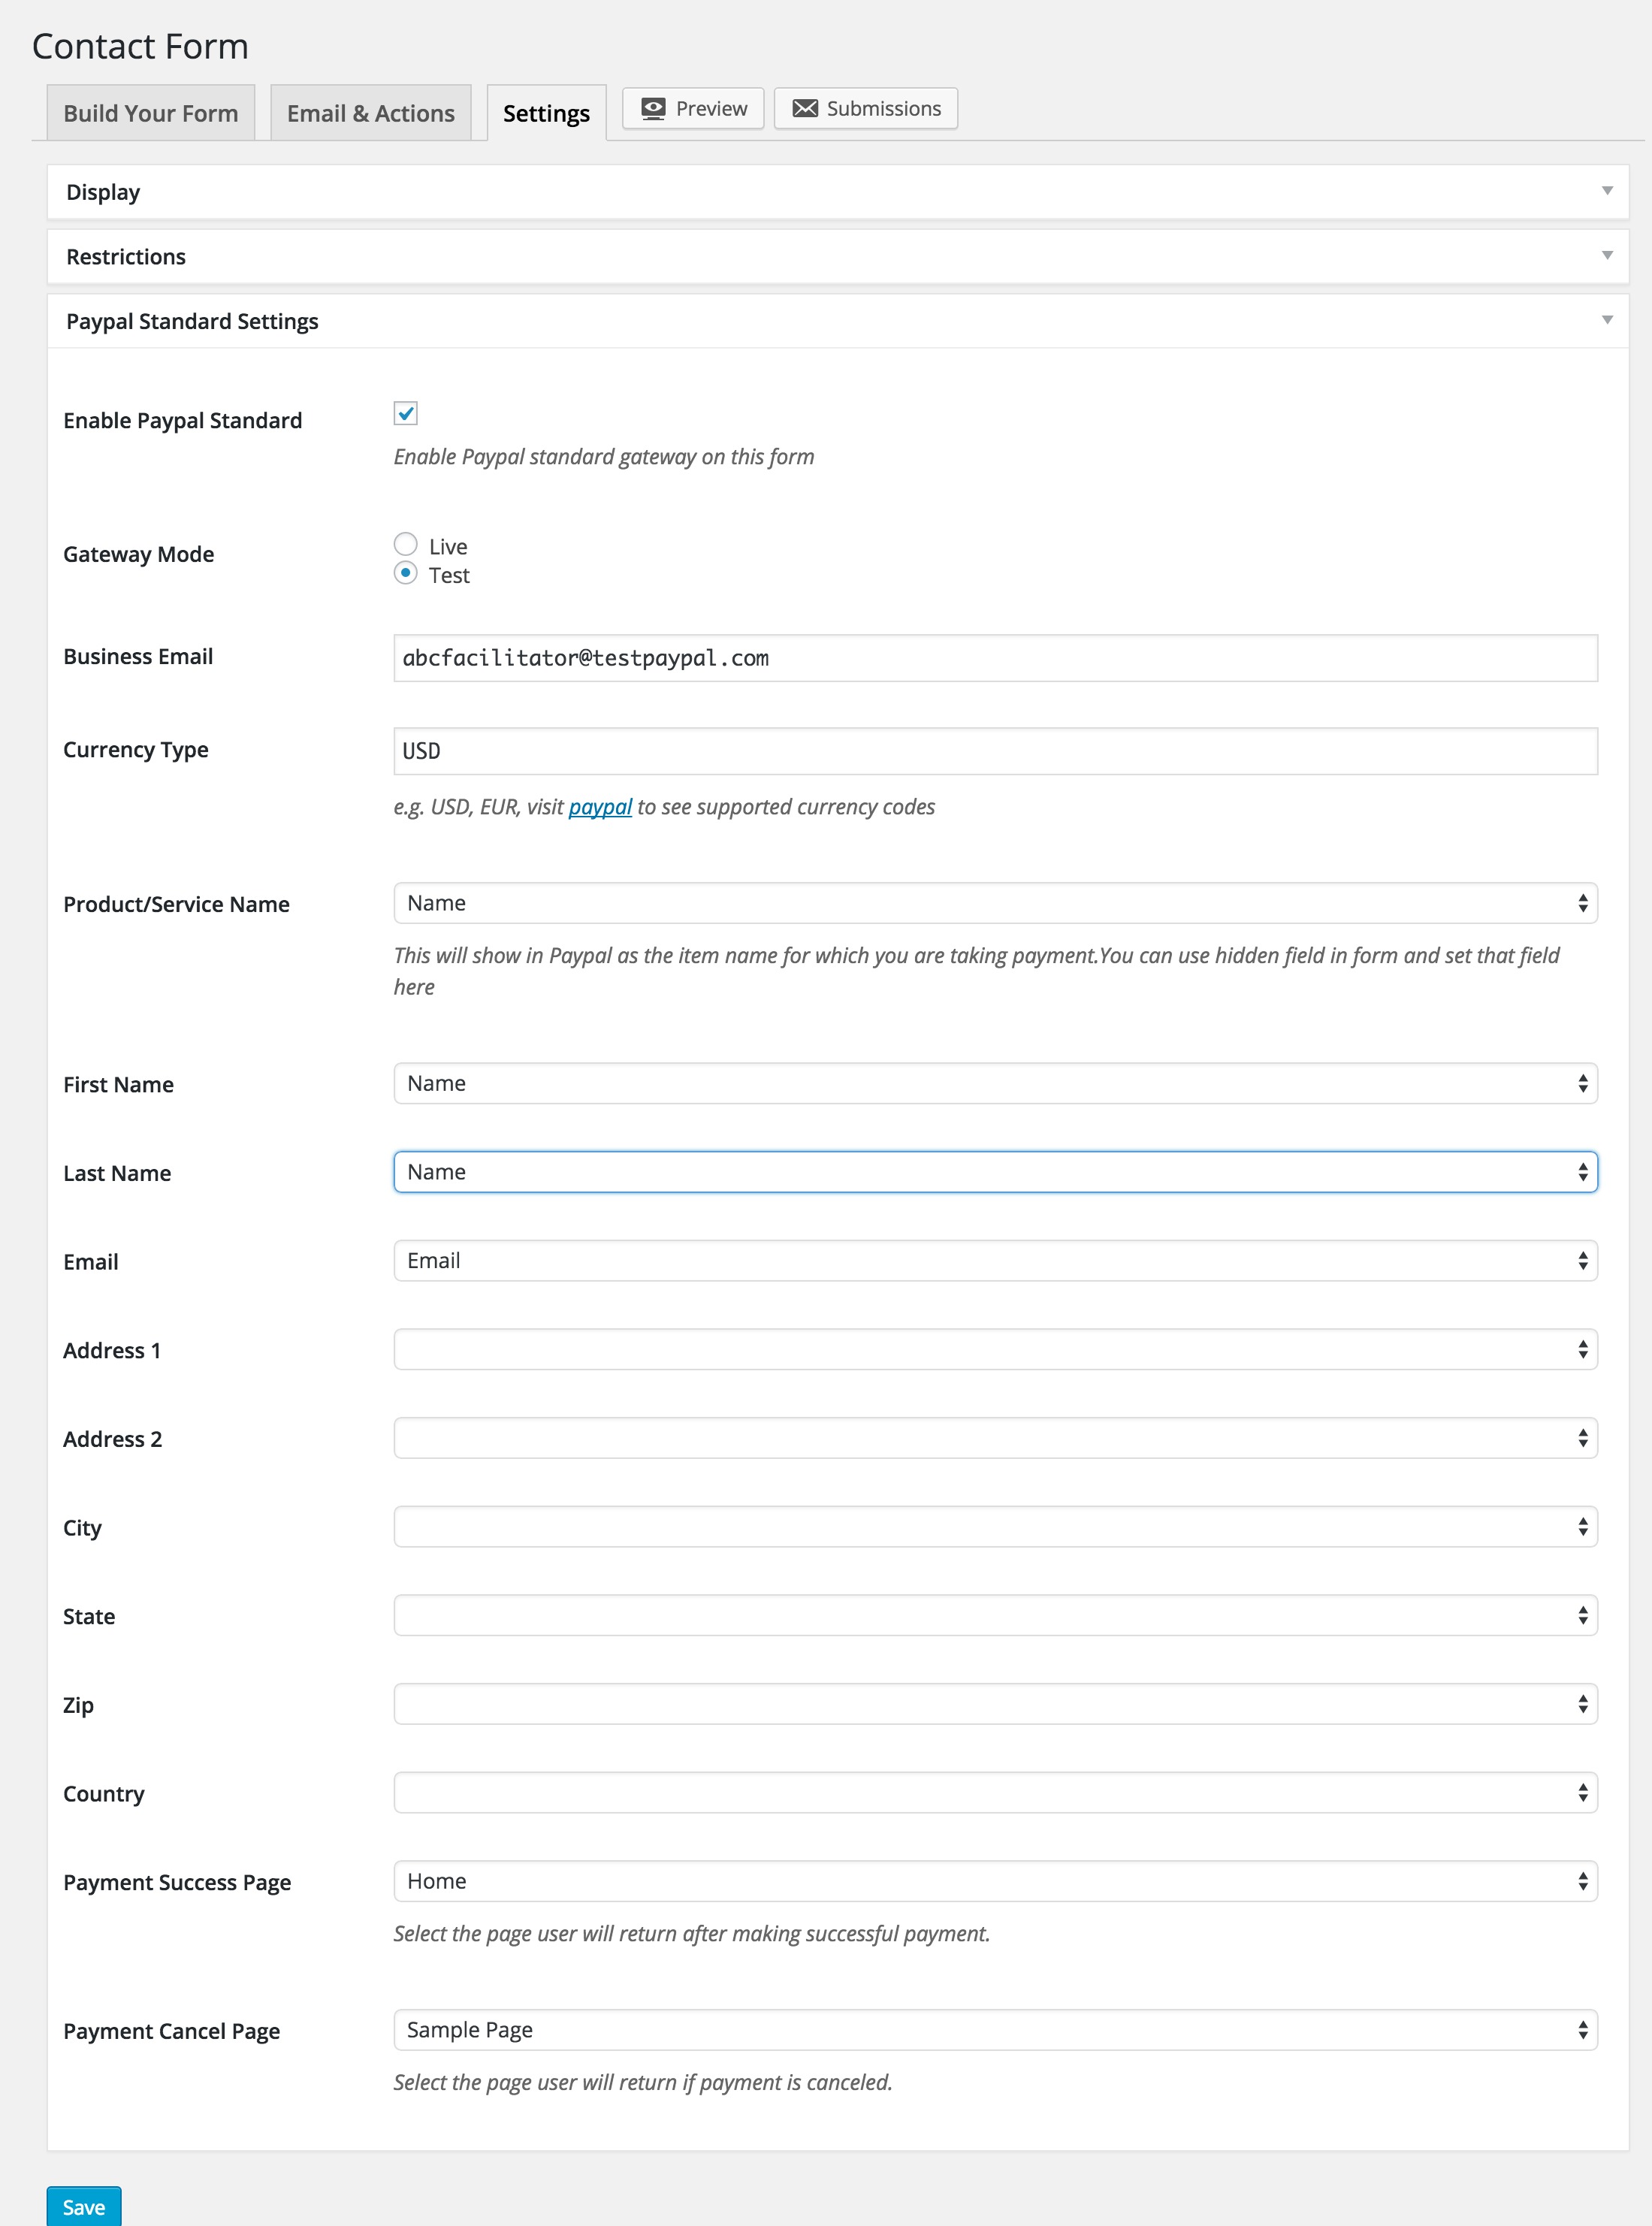 Contact Form
Build Your Form
Email & Actions
Settings
Preview
Submissions
Display
Restrictions
Paypal Standard Settings
Enable Paypal Standard
Enable Paypal standard gateway on this form
Gateway Mode
Live
Test
Business Email
abcfacilitator@testpaypal.com
Currency Type
USD
e.g. USD, EUR, visit paypal to see supported currency codes
Product/Service Name
Name
This will show in Paypal as the item name for which you are taking payment.You can use hidden field in form and set that field
here
First Name
Name
Last Name
Name
Email
Email
Address 1
Address 2
City
State
Zip
Country
Payment Success Page
Home
Select the page user will return after making successful payment.
Payment Cancel Page
Sample Page
Select the page user will return if payment is canceled.
Save